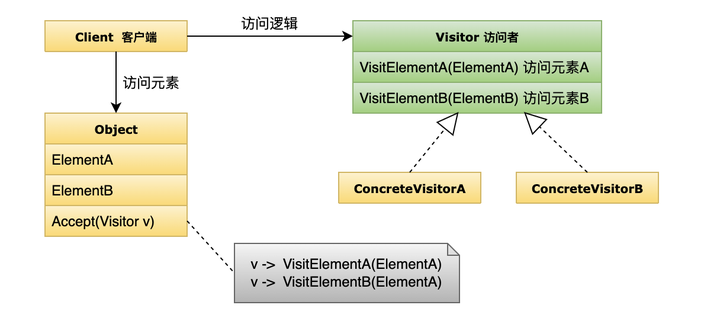 Client 客户端
访问逻辑
Visitor 访问者
VisitElementA(ElementA) 访问元素A
VisitElementB(ElementB) 访问元素B
访问元素
Object
ElementA
ElementB
Accept(Visitor v)
ConcreteVisitorA
ConcreteVisitorB
v -> VisitElementA(ElementA)
v -> VisitElementB(ElementA)